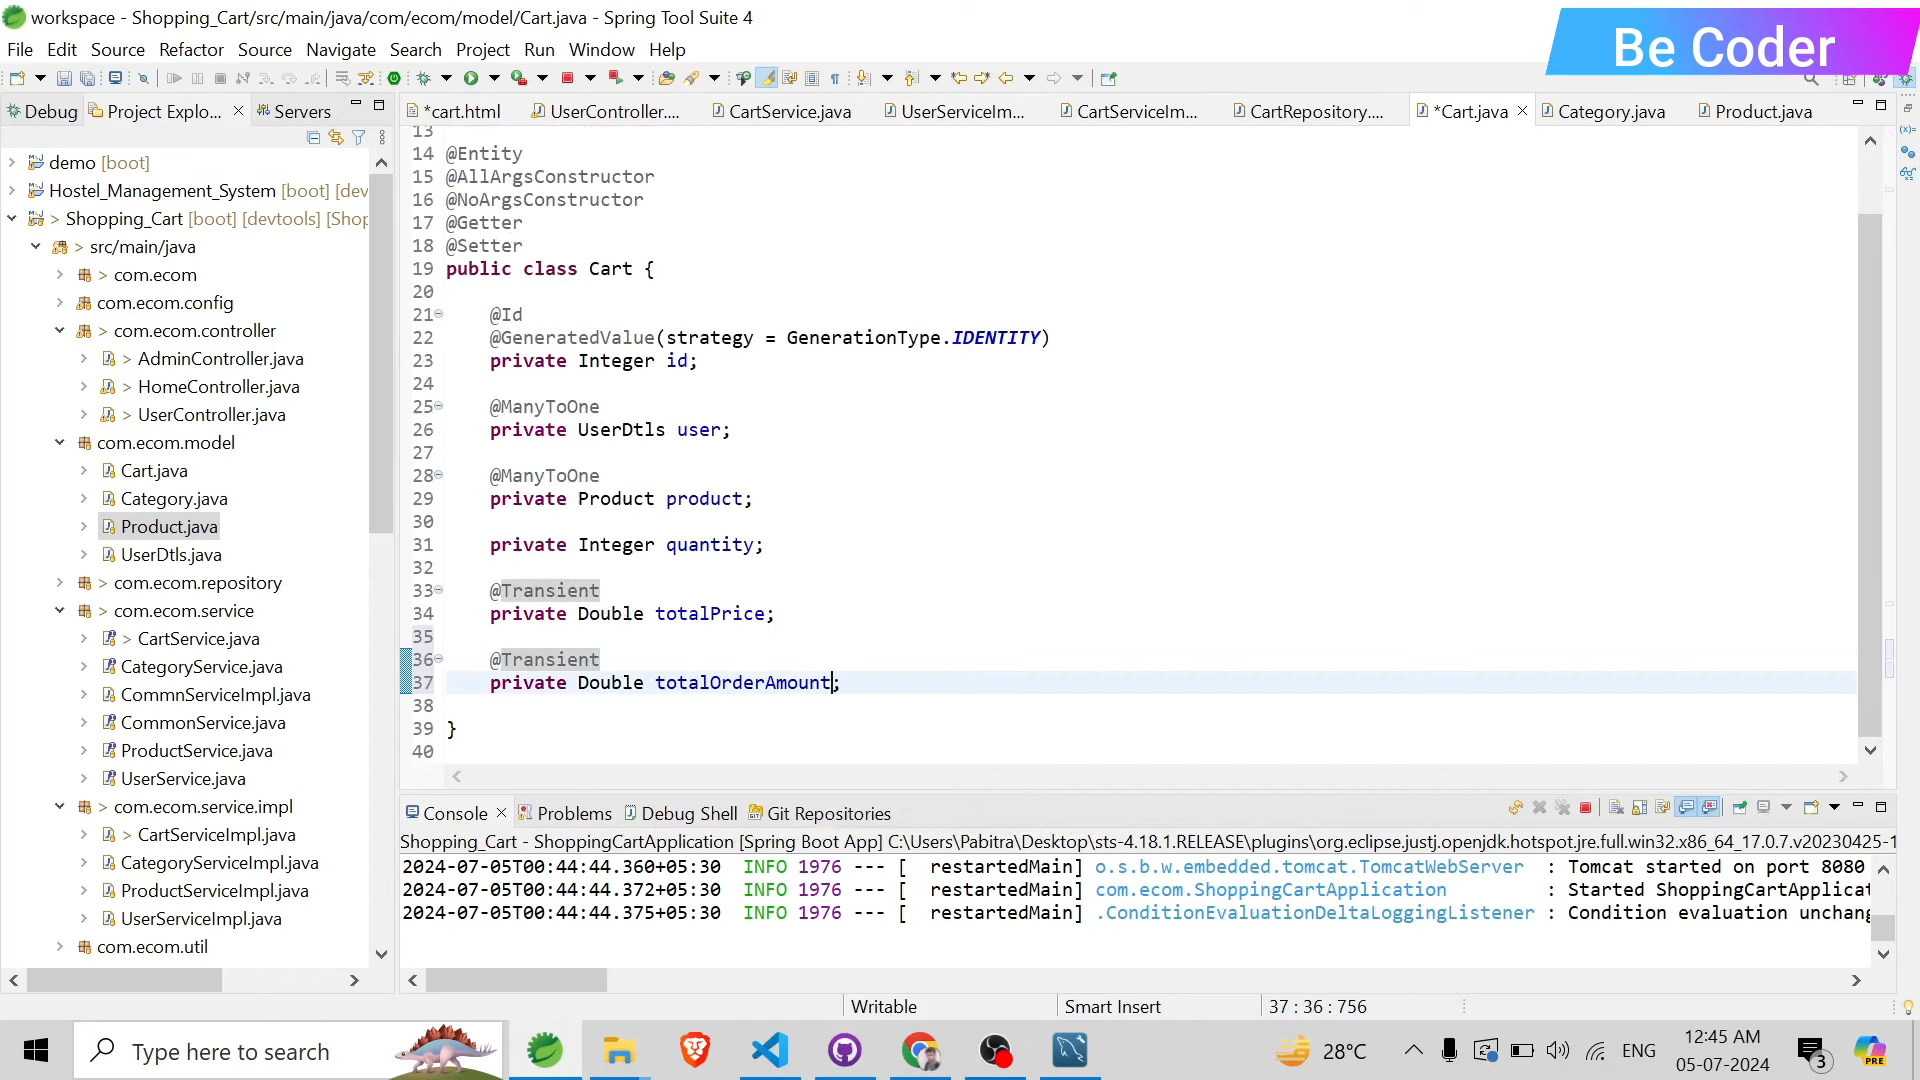 workspace - Shopping_Cart/src/main/java/com/ecom/model/Cart.java - Spring Tool Suite 4
Be Coder
File Edit Source Refactor Source Navigate Search Project Run Window Help
Debug Project Explo... Servers
*cart.html UserController.... CartService.java UserServiceIm... CartServiceIm... CartRepository.... *Cart.java Category.java Product.java
demo [boot]
Hostel_Management_System [boot] [dev
> Shopping_Cart [boot] [devtools] [Shop
> src/main/java
> com.ecom
com.ecom.config
> com.ecom.controller
> AdminController.java
> HomeController.java
> UserController.java
com.ecom.model
Cart.java
Category.java
Product.java
UserDtls.java
> com.ecom.repository
> com.ecom.service
> CartService.java
CategoryService.java
CommnServiceImpl.java
CommonService.java
ProductService.java
UserService.java
> com.ecom.service.impl
> CartServiceImpl.java
CategoryServiceImpl.java
ProductServiceImpl.java
UserServiceImpl.java
com.ecom.util
13
14 @Entity
15 @AllArgsConstructor
16 @NoArgsConstructor
17 @Getter
18 @Setter
19 public class Cart {
20
21 @Id
22 @GeneratedValue(strategy = GenerationType.IDENTITY)
23 private Integer id;
24
25 @ManyToOne
26 private UserDtls user;
27
28 @ManyToOne
29 private Product product;
30
31 private Integer quantity;
32
33 @Transient
34 private Double totalPrice;
35
36 @Transient
37 private Double totalOrderAmount;
38
39 }
40
Console Problems Debug Shell Git Repositories
Shopping_Cart - ShoppingCartApplication [Spring Boot App] C:\Users\Pabitra\Desktop\sts-4.18.1.RELEASE\plugins\org.eclipse.justj.openjdk.hotspot.jre.full.win32.x86_64_17.0.7.v20230425-1
2024-07-05T00:44:44.360+05:30 INFO 1976 --- [ restartedMain] o.s.b.w.embedded.tomcat.TomcatWebServer : Tomcat started on port 8080
2024-07-05T00:44:44.372+05:30 INFO 1976 --- [ restartedMain] com.ecom.ShoppingCartApplication : Started ShoppingCartApplicat
2024-07-05T00:44:44.375+05:30 INFO 1976 --- [ restartedMain] .ConditionEvaluationDeltaLoggingListener : Condition evaluation unchang
Writable Smart Insert 37 : 36 : 756
Type here to search
28°C
ENG
12:45 AM
05-07-2024
3
PRE